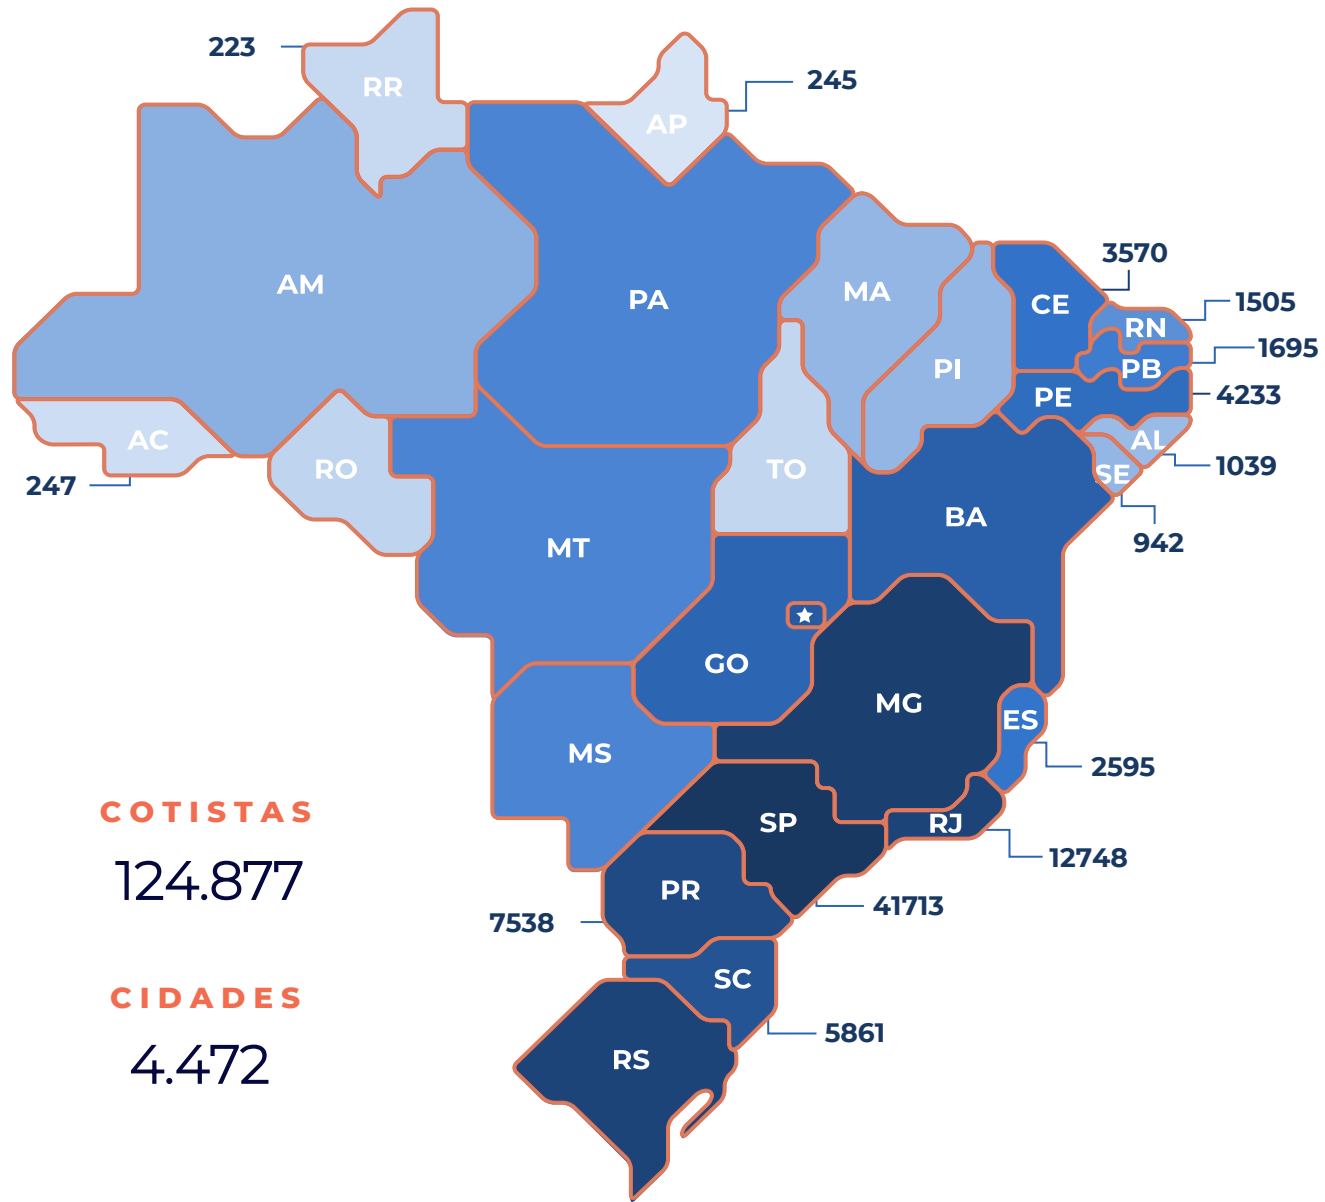 223
RR
245
AP
AM
PA
MA
3570
CE
1505
RN
1695
PB
PI
PE
4233
AC
RO
TO
AL
1039
SE
247
BA
942
MT
GO
MG
ES
MS
2595
COTISTAS
SP
RJ
12748
124.877
PR
41713
7538
SC
CIDADES
5861
4.472
RS